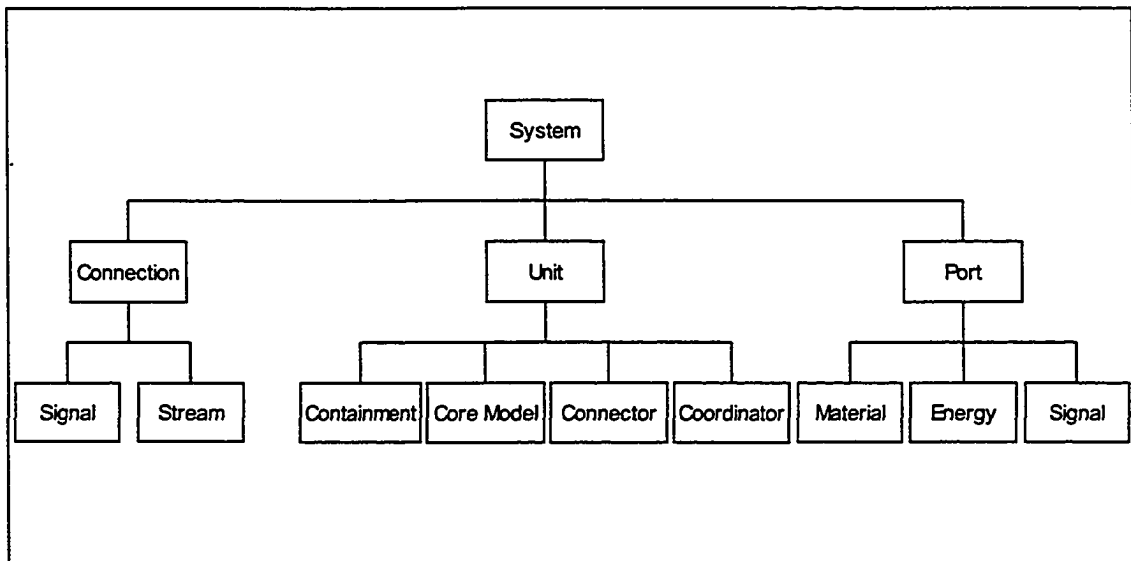 System
Connection
Unit
Port
Signal
Stream
Containment
Core Model
Connector
Coordinator
Material
Energy
Signal